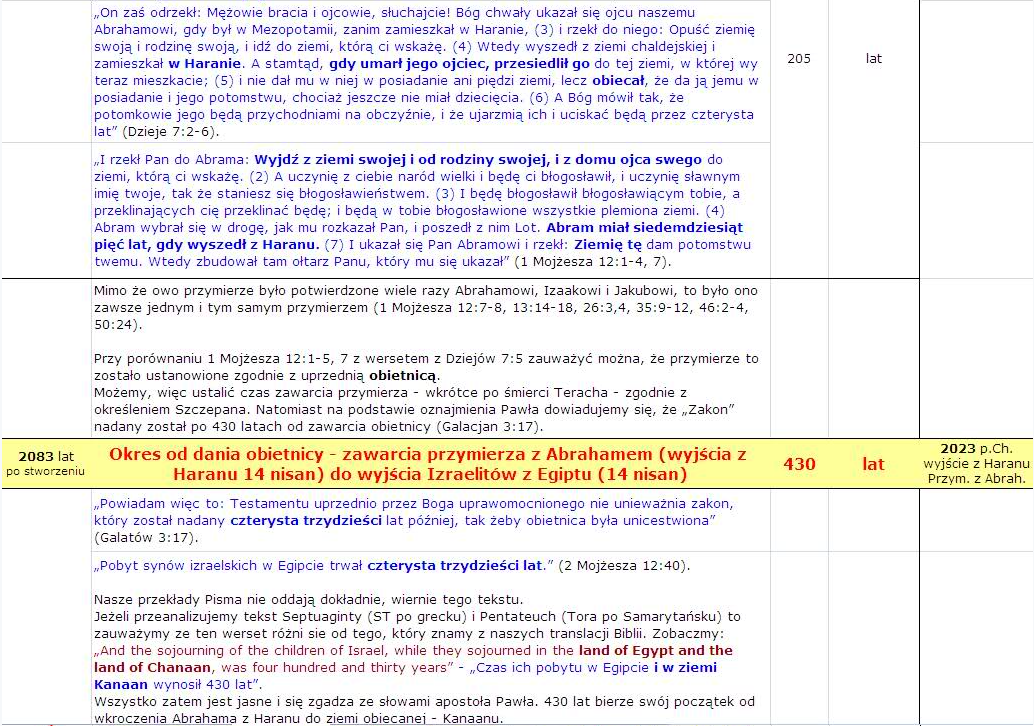 „On zaś odrzekł: Mężowie bracia i ojcowie, słuchajcie! Bóg chwały ukazał się ojcu naszemu
Abrahamowi, gdy był w Mezopotamii, zanim zamieszkał w Haranie, (3) i rzekł do niego: Opuść ziemię
swoją i rodzinę swoją, i idź do ziemi, którą ci wskażę. (4) Wtedy wyszedł z ziemi chaldejskiej i
zamieszkał w Haranie. A stamtąd, gdy umarł jego ojciec, przesiedlił go do tej ziemi, w której wy
teraz mieszkacie; (5) i nie dał mu w niej w posiadanie ani piędzi ziemi, lecz obiecał, że da ją jemu w
posiadanie i jego potomstwu, chociaż jeszcze nie miał dziecięcia. (6) A Bóg mówił tak, że
potomkowie jego będą przychodniami na obczyźnie, i że ujarzmią ich i uciskać będą przez czterysta
lat” (Dzieje 7:2-6).
205
lat
„I rzekł Pan do Abrama: Wyjdź z ziemi swojej i od rodziny swojej, i z domu ojca swego do
ziemi, którą ci wskażę. (2) A uczynię z ciebie naród wielki i będę ci błogosławił, i uczynię sławnym
imię twoje, tak że staniesz się błogosławieństwem. (3) I będę błogosławił błogosławiącym tobie, a
przeklinających cię przeklinać będę; i będą w tobie błogosławione wszystkie plemiona ziemi. (4)
Abram wybrał się w drogę, jak mu rozkazał Pan, i poszedł z nim Lot. Abram miał siedemdziesiąt
pięć lat, gdy wyszedł z Haranu. (7) I ukazał się Pan Abramowi i rzekł: Ziemię tę dam potomstwu
twemu. Wtedy zbudował tam ołtarz Panu, który mu się ukazał” (1 Mojżesza 12:1-4, 7).
Mimo że owo przymierze było potwierdzone wiele razy Abrahamowi, Izaakowi i Jakubowi, to było ono
zawsze jednym i tym samym przymierzem (1 Mojżesza 12:7-8, 13:14-18, 26:3,4, 35:9-12, 46:2-4,
50:24).
Przy porównaniu 1 Mojżesza 12:1-5, 7 z wersetem z Dziejów 7:5 zauważyć można, że przymierze to
zostało ustanowione zgodnie z uprzednią obietnicą.
Możemy, więc ustalić czas zawarcia przymierza - wkrótce po śmierci Teracha - zgodnie z
określeniem Szczepana. Natomiast na podstawie oznajmienia Pawła dowiadujemy się, że „Zakon”
nadany został po 430 latach od zawarcia obietnicy (Galacjan 3:17).
2083 lat
po stworzeniu
Okres od dania obietnicy - zawarcia przymierza z Abrahamem (wyjścia z
Haranu 14 nisan) do wyjścia Izraelitów z Egiptu (14 nisan)
430
lat
2023 p.Ch.
wyjście z Haranu
Przym. z Abrah.
„Powiadam więc to: Testamentu uprzednio przez Boga uprawomocnionego nie unieważnia zakon,
który został nadany czterysta trzydzieści lat później, tak żeby obietnica była unicestwiona”
(Galatów 3:17).
„Pobyt synów izraelskich w Egipcie trwał czterysta trzydzieści lat.” (2 Mojżesza 12:40).
Nasze przekłady Pisma nie oddają dokładnie, wiernie tego tekstu.
Jeżeli przeanalizujemy tekst Septuaginty (ST po grecku) i Pentateuch (Tora po Samarytańsku) to
zauważymy ze ten werset różni sie od tego, który znamy z naszych translacji Biblii. Zobaczmy:
„And the sojourning of the children of Israel, while they sojourned in the land of Egypt and the
land of Chanaan, was four hundred and thirty years” - „Czas ich pobytu w Egipcie i w ziemi
Kanaan wynosił 430 lat”.
Wszystko zatem jest jasne i się zgadza ze słowami apostoła Pawła. 430 lat bierze swój początek od
wkroczenia Abrahama z Haranu do ziemi obiecanej - Kanaanu.